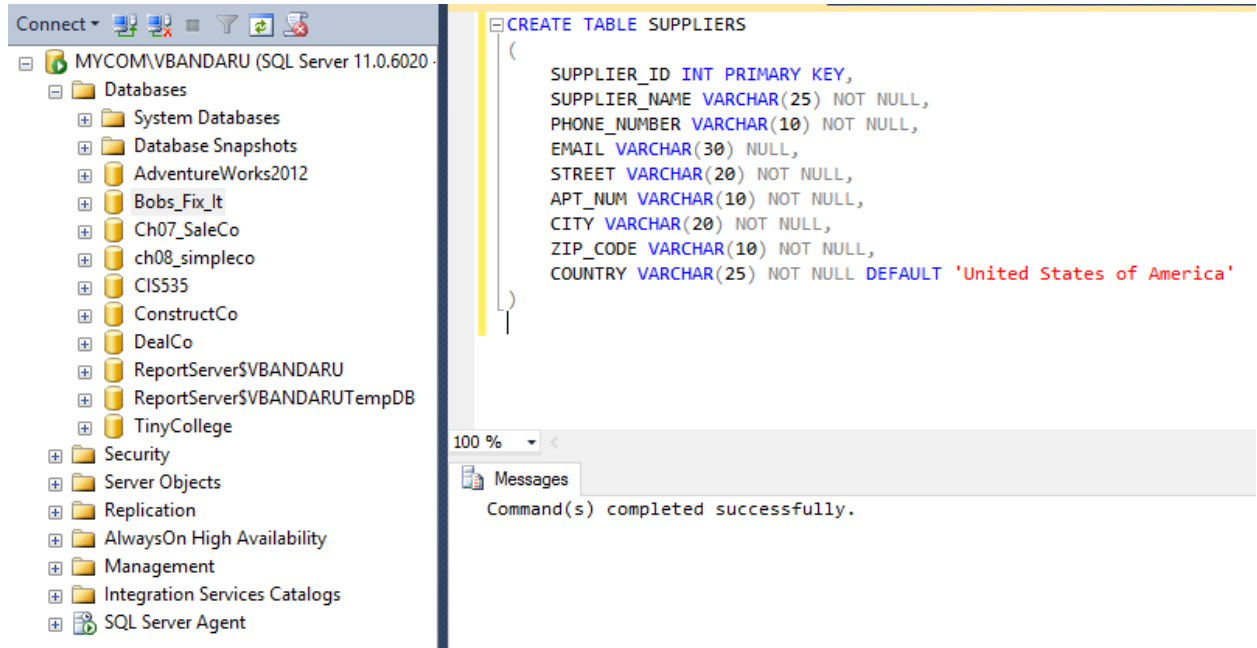 Connect
MYCOM\VBANDARU (SQL Server 11.0.6020 -
Databases
System Databases
Database Snapshots
AdventureWorks2012
Bobs_Fix_It
Ch07_SaleCo
ch08_simpleco
CIS535
ConstructCo
DealCo
ReportServer$VBANDARU
ReportServer$VBANDARUTempDB
TinyCollege
Security
Server Objects
Replication
AlwaysOn High Availability
Management
Integration Services Catalogs
SQL Server Agent
CREATE TABLE SUPPLIERS
(
SUPPLIER_ID INT PRIMARY KEY,
SUPPLIER_NAME VARCHAR(25) NOT NULL,
PHONE_NUMBER VARCHAR(10) NOT NULL,
EMAIL VARCHAR(30) NULL,
STREET VARCHAR(20) NOT NULL,
APT_NUM VARCHAR(10) NOT NULL,
CITY VARCHAR(20) NOT NULL,
ZIP_CODE VARCHAR(10) NOT NULL,
COUNTRY VARCHAR(25) NOT NULL DEFAULT 'United States of America'
)
100 %
Messages
Command(s) completed successfully.